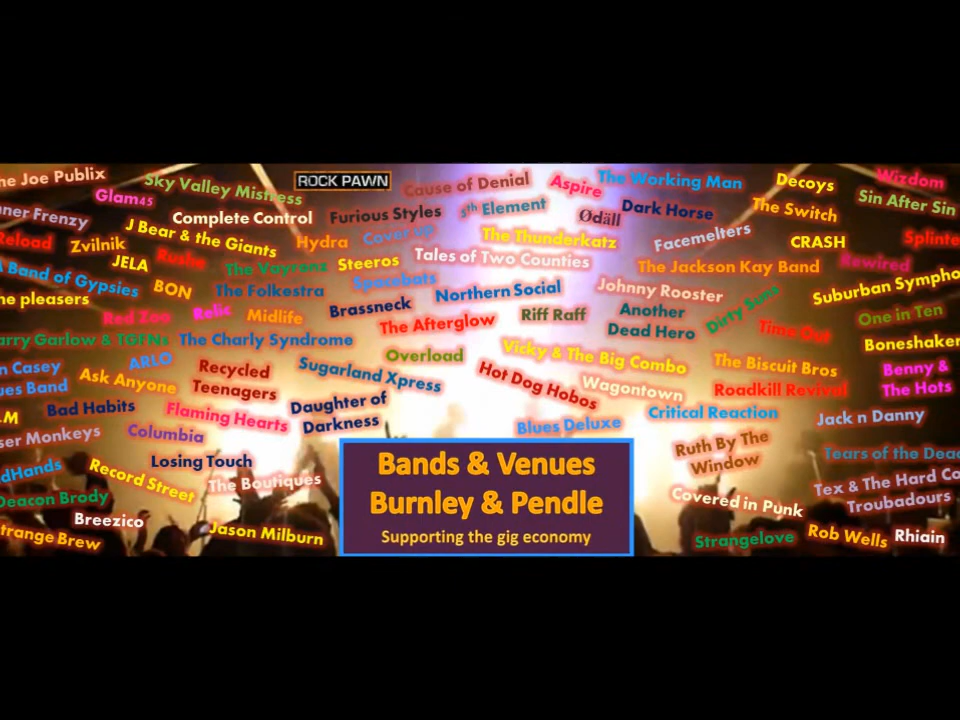 he Joe Publix
Glam45
Sky Valley Mistress
ROCK PAWN
Cause of Denial
Aspire
The Working Man
Decoys
Wizdom
ner Frenzy
Complete Control
Furious Styles
5th Element
Ødäll
Dark Horse
The Switch
Sin After Sin
Reload
Zvilnik
J Bear & the Giants
Hydra
Cover up
The Thunderkatz
Facemelters
CRASH
Splinte
JELA
Rushe
The Voyrenz
Steeros
Tales of Two Counties
The Jackson Kay Band
Rewired
A Band of Gypsies
BON
The Folkestra
Spacebats
Northern Social
Johnny Rooster
Dirty Sunz
Suburban Sympho
he pleasers
Red Zoo
Relic
Midlife
Brassneck
The Afterglow
Riff Raff
Another
Dead Hero
Time Out
One in Ten
arry Garlow & TGFNs
The Charly Syndrome
Overload
Vicky & The Big Combo
The Biscuit Bros
Boneshaker
n Casey
ues Band
ARLO
Ask Anyone
Recycled
Teenagers
Sugarland Xpress
Hot Dog Hobos
Wagontown
Roadkill Revival
Benny &
The Hots
.M
Bad Habits
Flaming Hearts
Daughter of
Darkness
Blues Deluxe
Critical Reaction
Jack n Danny
ser Monkeys
Columbia
Losing Touch
Ruth By The
Window
Tears of the Dead
dHands
Record Street
The Boutiques
Bands & Venues
Burnley & Pendle
Supporting the gig economy
Covered in Punk
Tex & The Hard Co
Troubadours
Deacon Brody
Breezico
Jason Milburn
trange Brew
Strangelove
Rob Wells
Rhiain